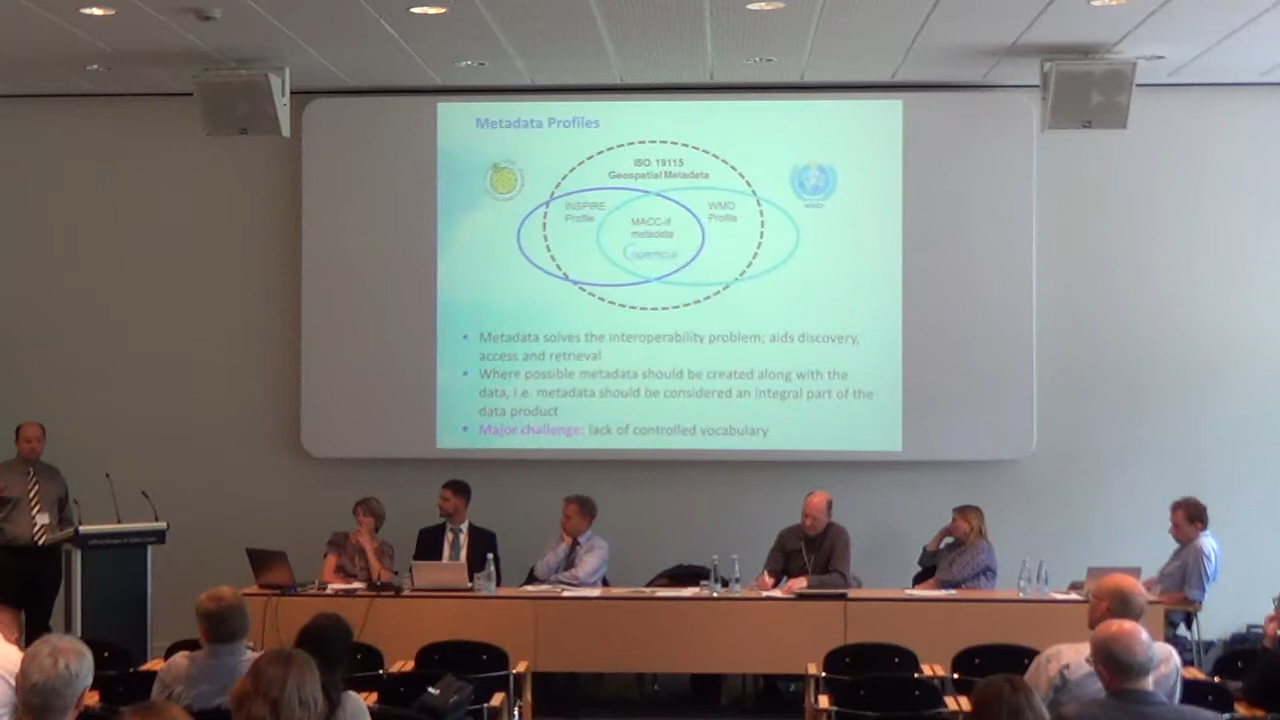 Metadata Profiles
ISO 19115
Geospatial Metadata
INSPIRE
Profile
WMO
Profile
MACC-II
metadata
Copernicus
• Metadata solves the interoperability problem; aids discovery,
access and retrieval
• Where possible metadata should be created along with the
data, i.e. metadata should be considered an integral part of the
data product
• Major challenge: lack of controlled vocabulary